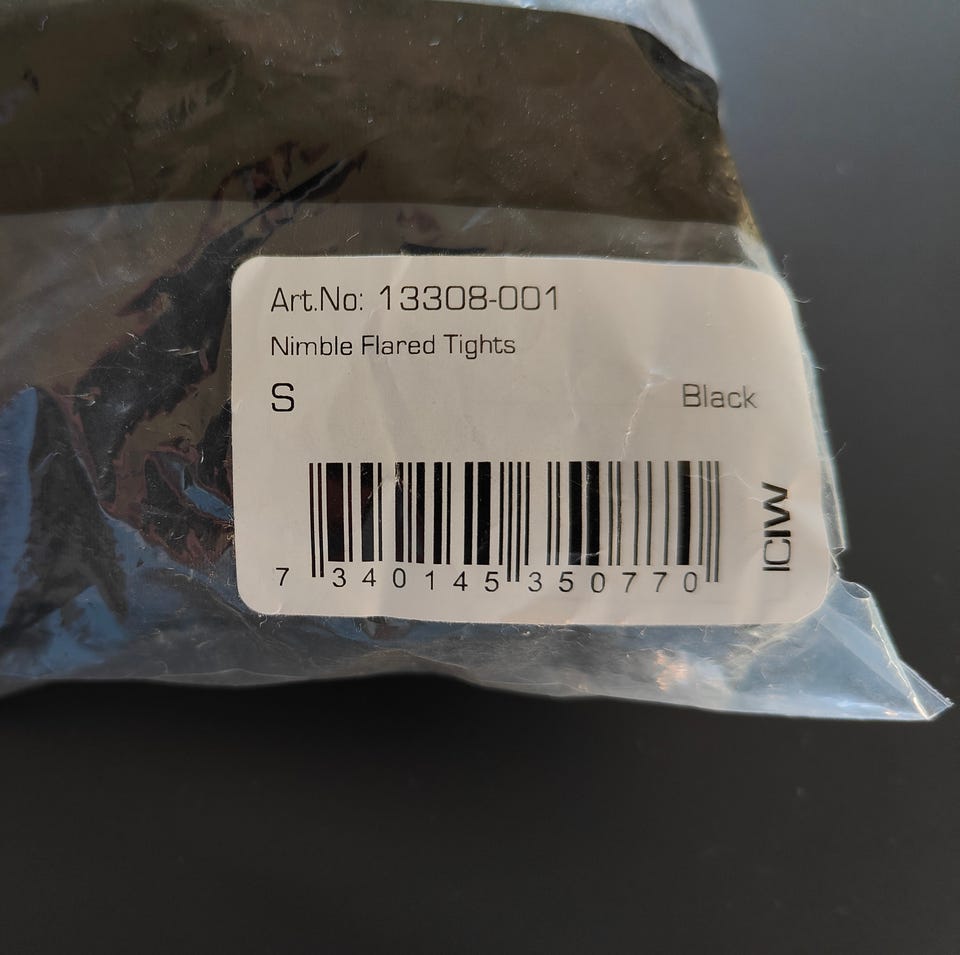 Art.No: 13308-001
Nimble Flared Tights
S Black
7 340145 350770
ICIW